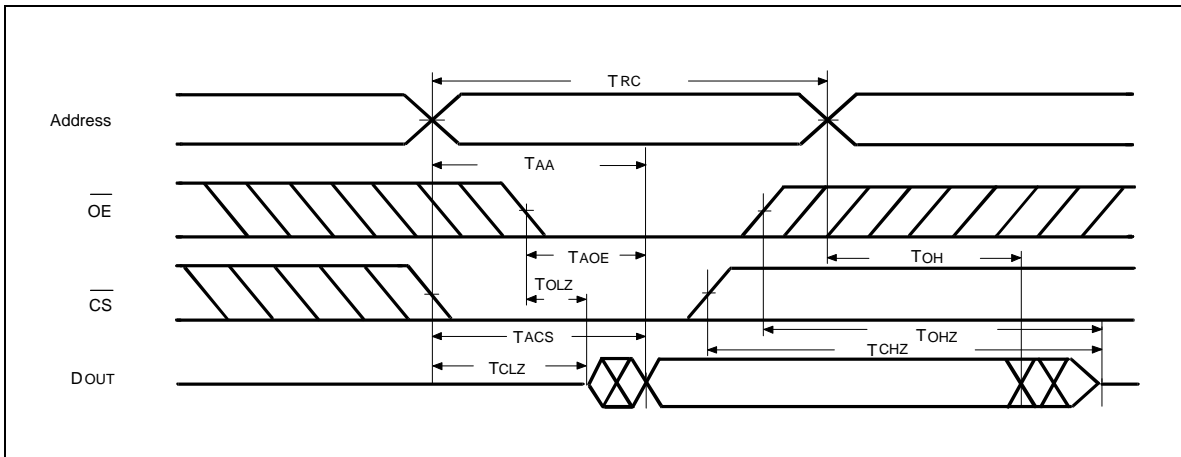 TRC
Address
TAA
OE
TAOE
TOH
TOLZ
CS
TACS
TOHZ
TCHZ
TCLZ
DOUT